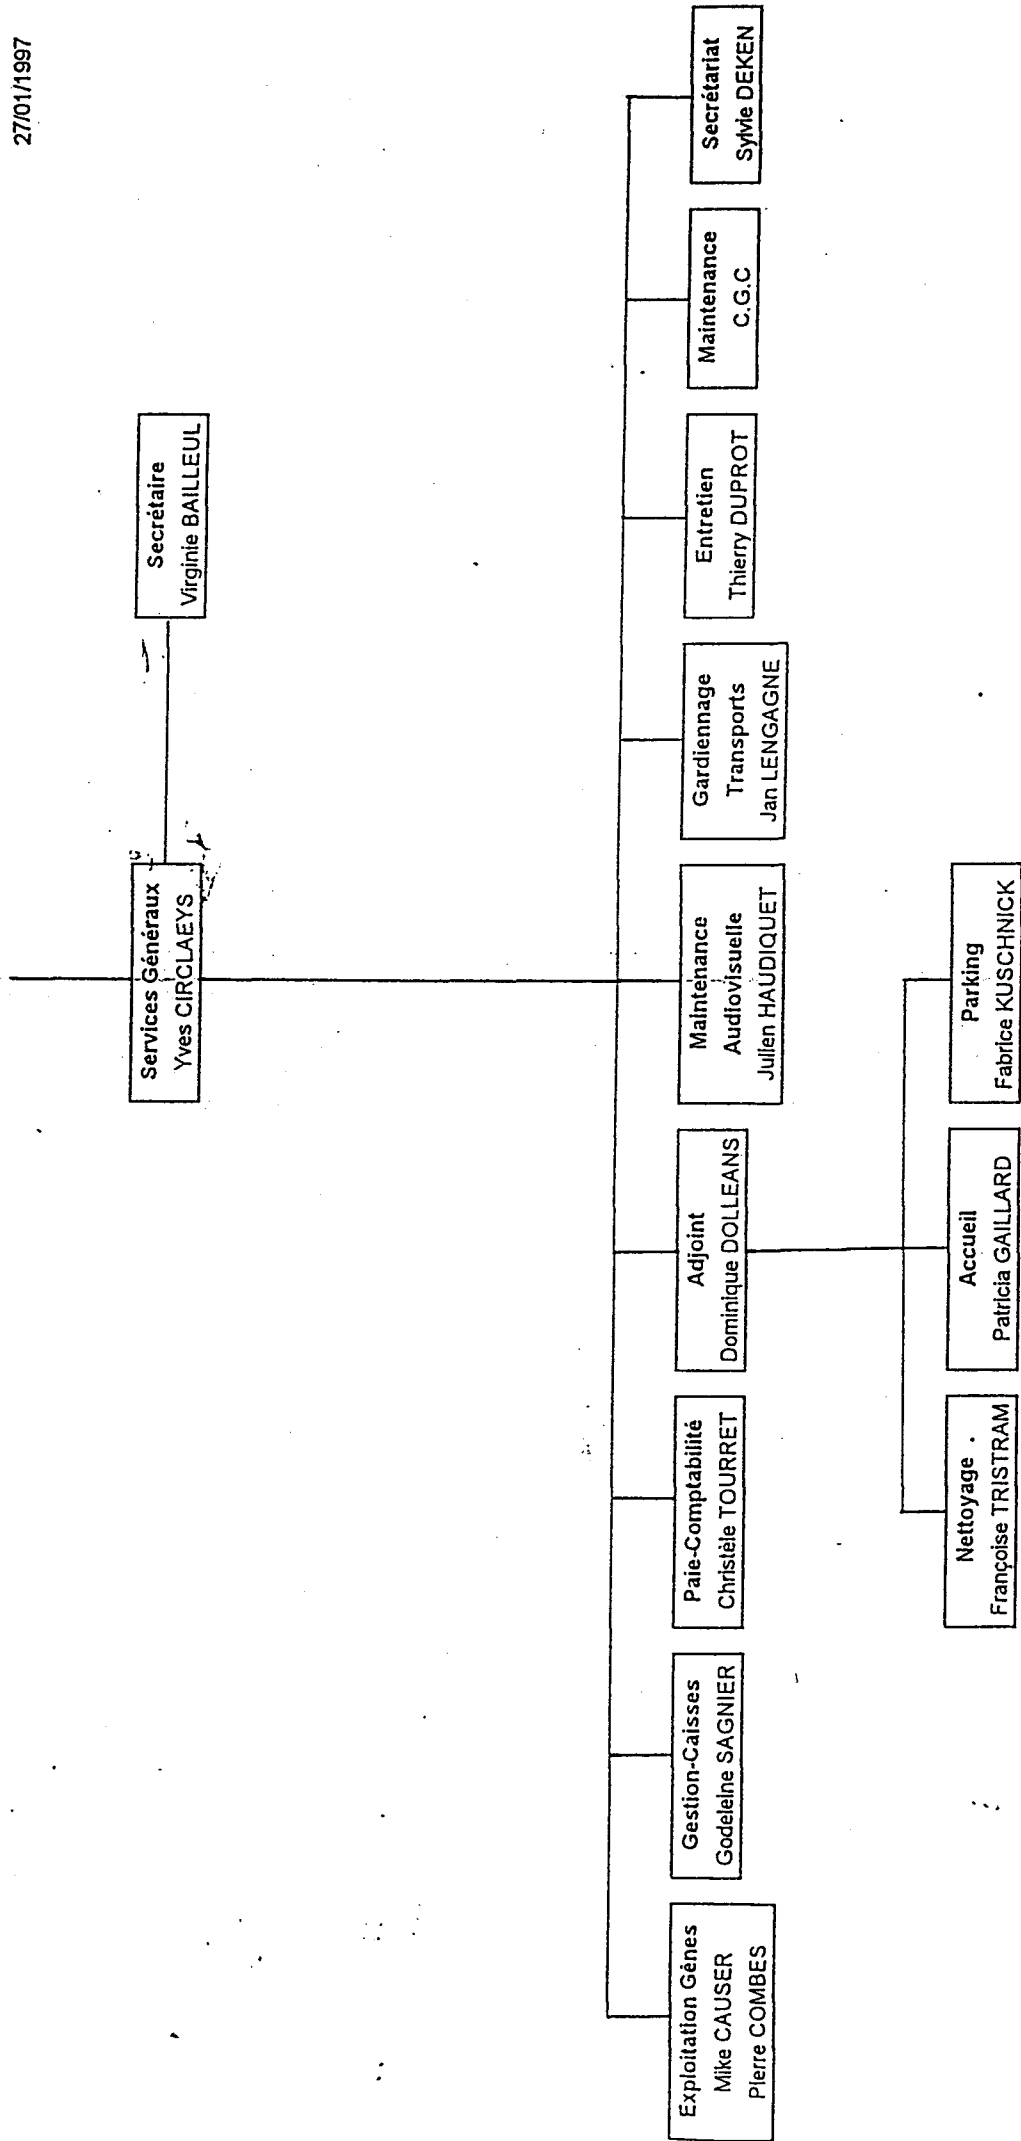 27/01/1997
Services Généraux
Yves CIRCLAEYS
Secrétaire
Virginie BAILLEUL
Exploitation Gènes
Mike CAUSER
Pierre COMBES
Gestion-Caisses
Godeleine SAGNIER
Paie-Comptabilité
Christèle TOURRET
Adjoint
Dominique DOLLEANS
Maintenance
Audiovisuelle
Julien HAUDIQUET
Gardiennage
Transports
Jan LENGAGNE
Entretien
Thierry DUPROT
Maintenance
C.G.C
Secrétariat
Sylvie DEKEN
Nettoyage
Françoise TRISTRAM
Accueil
Patricia GAILLARD
Parking
Fabrice KUSCHNICK